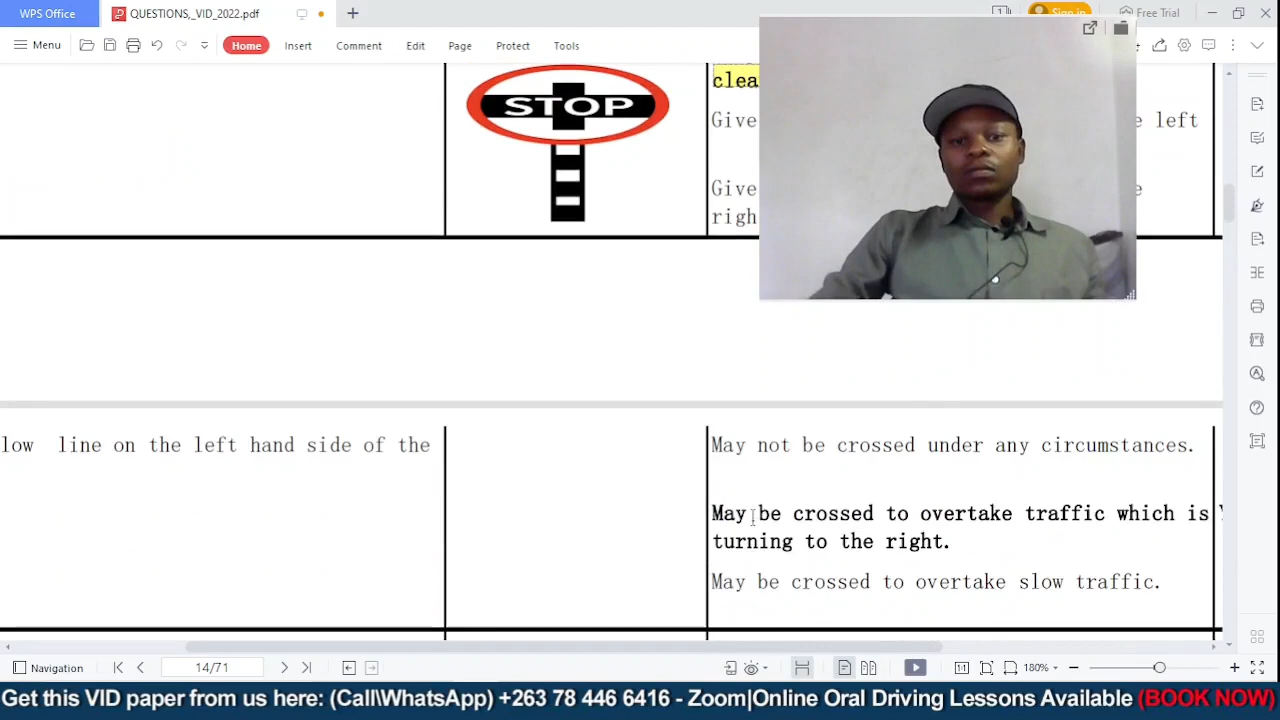 WPS Office
QUESTIONS,_VID_2022.pdf
Sign in
Free Trial
Menu
Home
Insert
Comment
Edit
Page
Protect
Tools
STOP
clea
Give
e left
Give
e
righ
low line on the left hand side of the
May not be crossed under any circumstances.
May be crossed to overtake traffic which is
turning to the right.
May be crossed to overtake slow traffic.
Navigation
14/71
180%
Get this VID paper from us here: (Call\WhatsApp) +263 78 446 6416 - Zoom|Online Oral Driving Lessons Available (BOOK NOW)